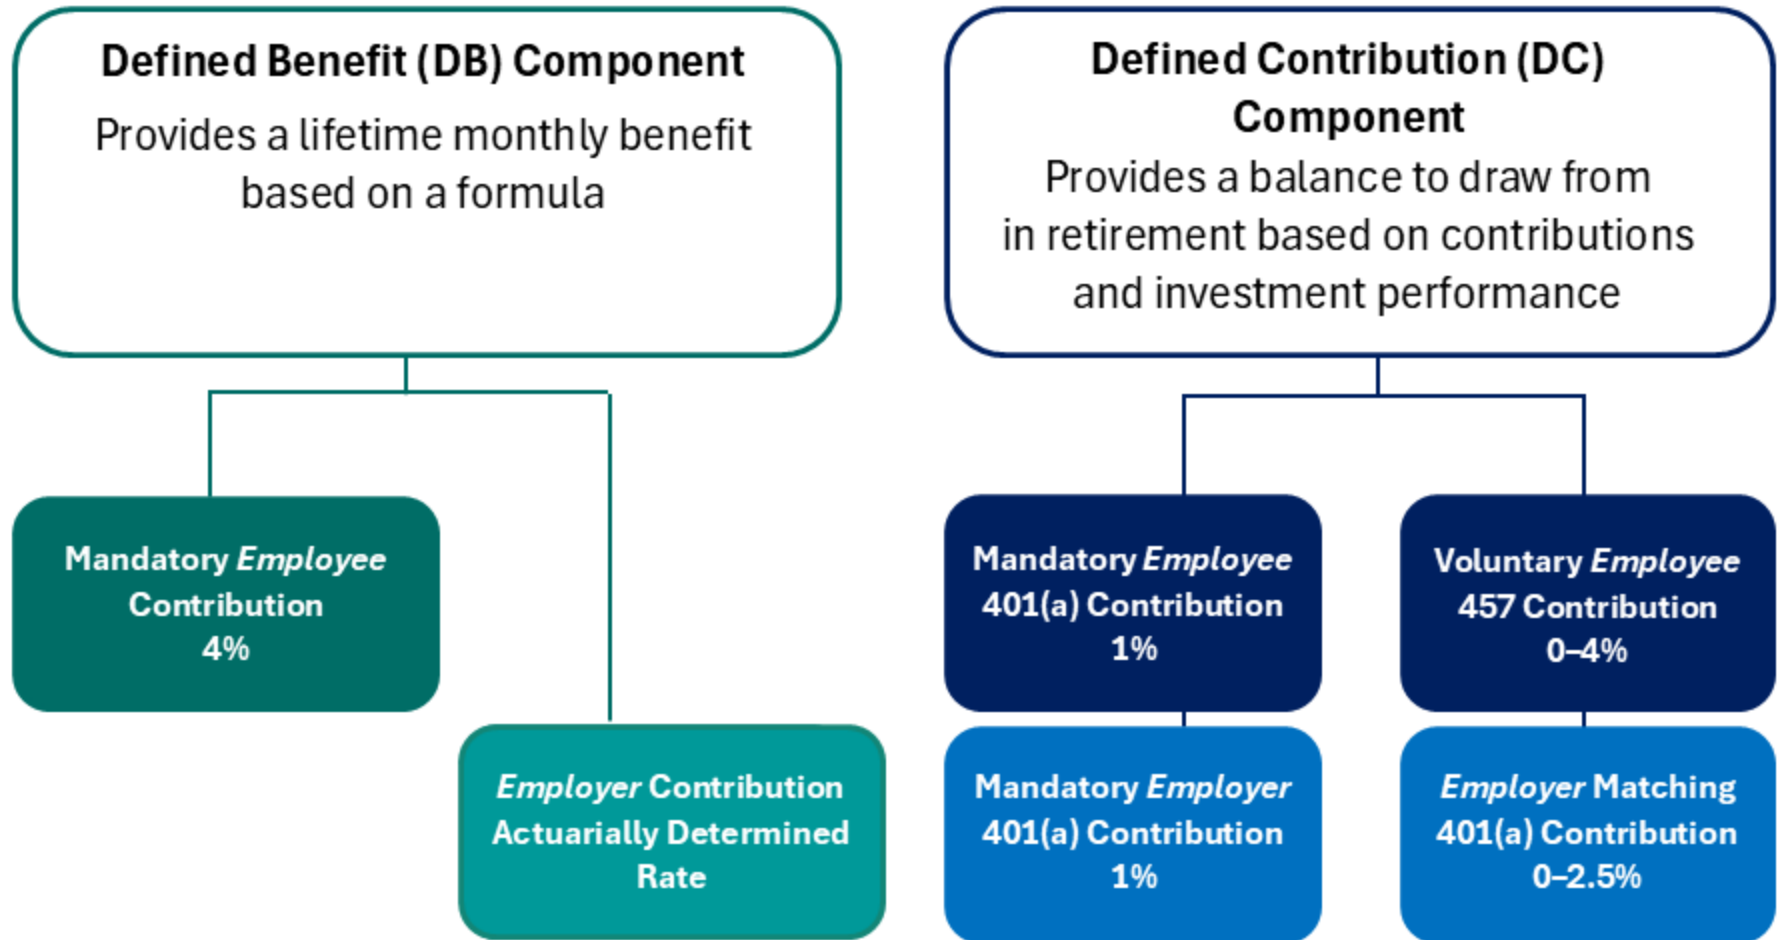 Defined Benefit (DB) Component
Provides a lifetime monthly benefit
based on a formula
Mandatory Employee
Contribution
4%
Employer Contribution
Actuarially Determined
Rate
Defined Contribution (DC)
Component
Provides a balance to draw from
in retirement based on contributions
and investment performance
Mandatory Employee
401(a) Contribution
1%
Mandatory Employer
401(a) Contribution
1%
Voluntary Employee
457 Contribution
0–4%
Employer Matching
401(a) Contribution
0–2.5%